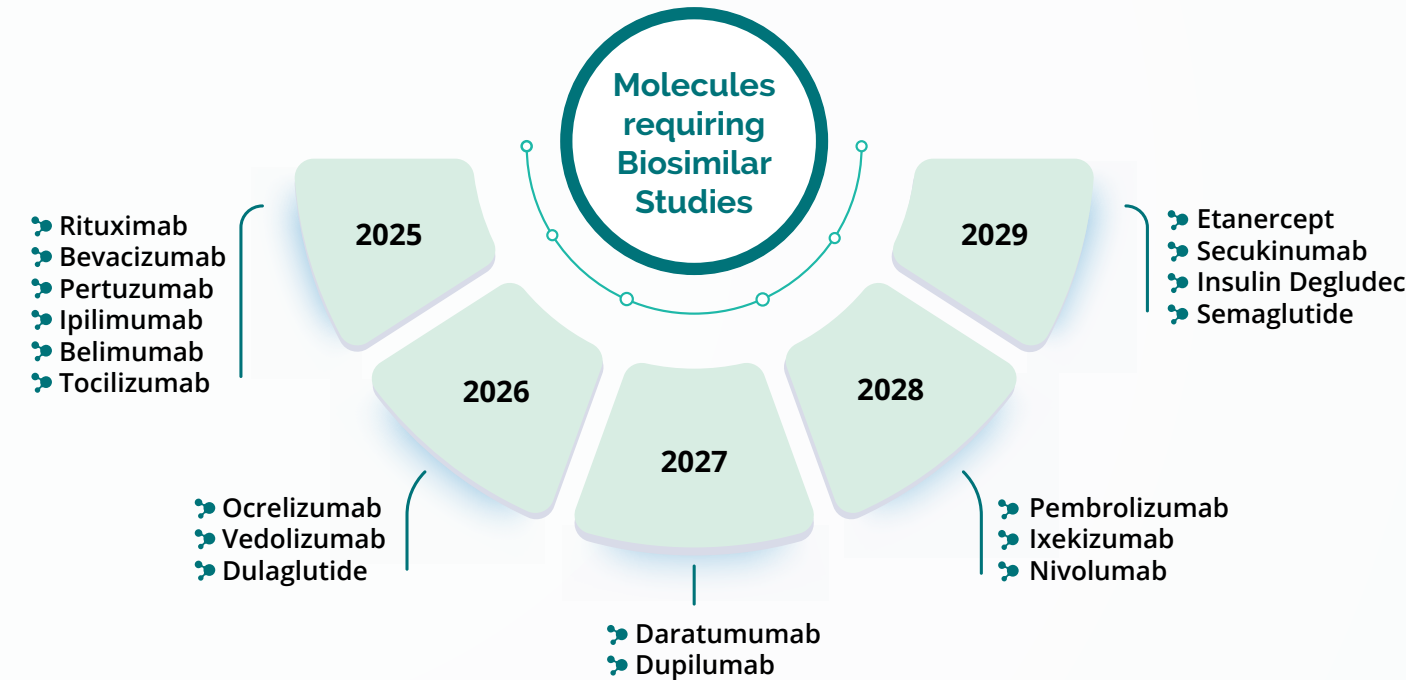 Molecules
requiring
Biosimilar
Studies
2025
Rituximab
Bevacizumab
Pertuzumab
Ipilimumab
Belimumab
Tocilizumab
2026
Ocrelizumab
Vedolizumab
Dulaglutide
2027
Daratumumab
Dupilumab
2028
Pembrolizumab
Ixekizumab
Nivolumab
2029
Etanercept
Secukinumab
Insulin Degludec
Semaglutide